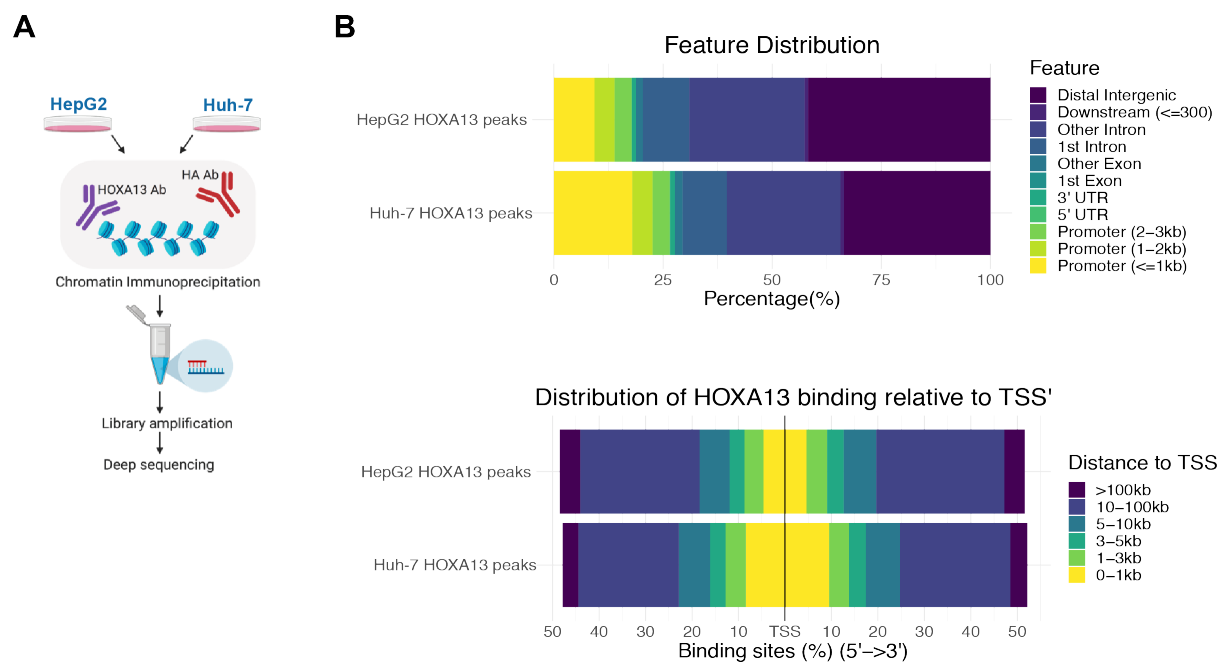 A
HepG2
Huh-7
HOXA13 Ab
HA Ab
Chromatin Immunoprecipitation
Library amplification
Deep sequencing
B
Feature Distribution
HepG2 HOXA13 peaks
Huh-7 HOXA13 peaks
0
25
50
75
100
Percentage(%)
Feature
Distal Intergenic
Downstream (<=300)
Other Intron
1st Intron
Other Exon
1st Exon
3' UTR
5' UTR
Promoter (2–3kb)
Promoter (1–2kb)
Promoter (<=1kb)
Distribution of HOXA13 binding relative to TSS'
HepG2 HOXA13 peaks
Huh-7 HOXA13 peaks
50 40 30 20 10 TSS 10 20 30 40 50
Binding sites (%) (5'–>3')
Distance to TSS
>100kb
10–100kb
5–10kb
3–5kb
1–3kb
0–1kb